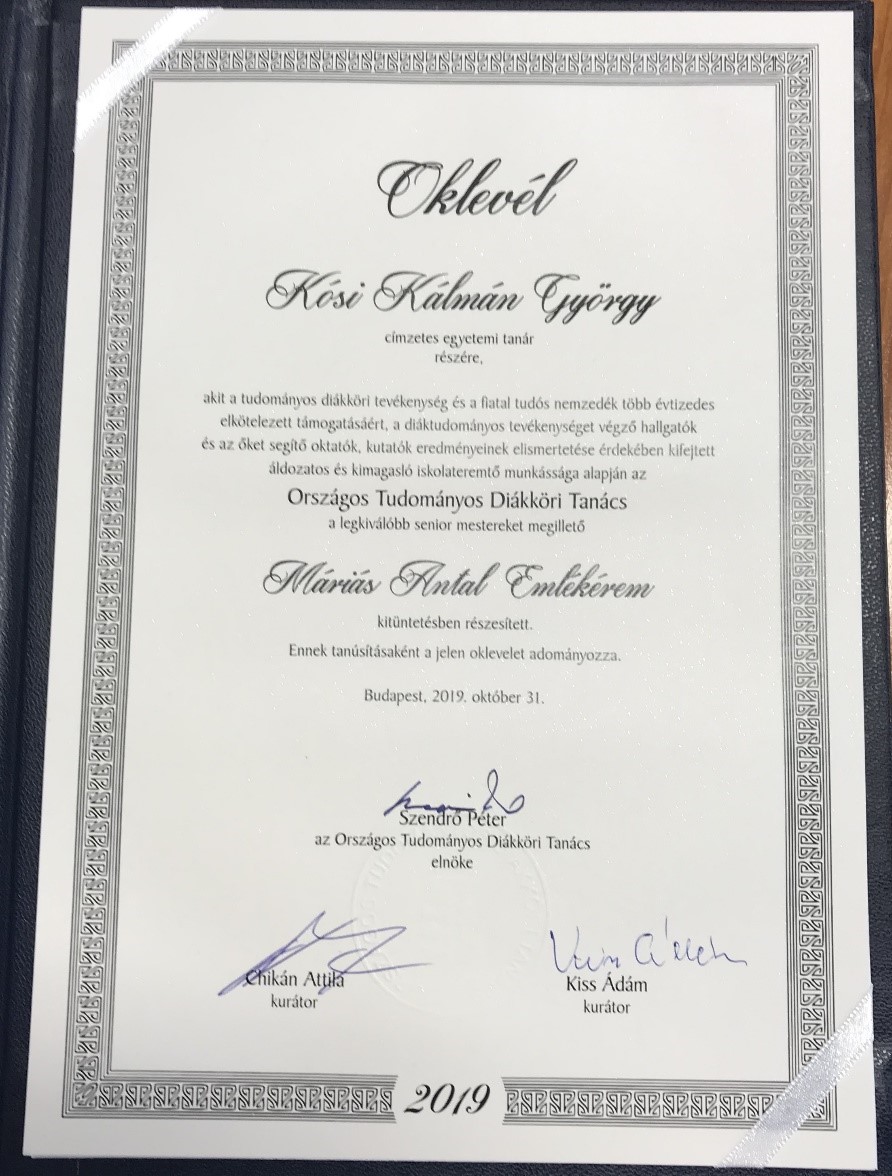 Oklevél
Kósi Kálmán György
címzetes egyetemi tanár
részére,
akit a tudományos diákköri tevékenység és a fiatal tudós nemzedék több évtizedes
elkötelezett támogatásáért, a diáktudományos tevékenységet végző hallgatók
és az őket segítő oktatók, kutatók eredményeinek elismertetése érdekében kifejtett
áldozatos és kimagasló iskolateremtő munkássága alapján az
Országos Tudományos Diákköri Tanács
a legkiválóbb senior mestereket megillető
Máriás Antal Emlékérem
kitüntetésben részesített.
Ennek tanúsításaként a jelen oklevelet adományozza.
Budapest, 2019. október 31.
Szendrő Péter
az Országos Tudományos Diákköri Tanács
elnöke
Chikán Attila
kurátor
Kiss Ádám
kurátor
2019